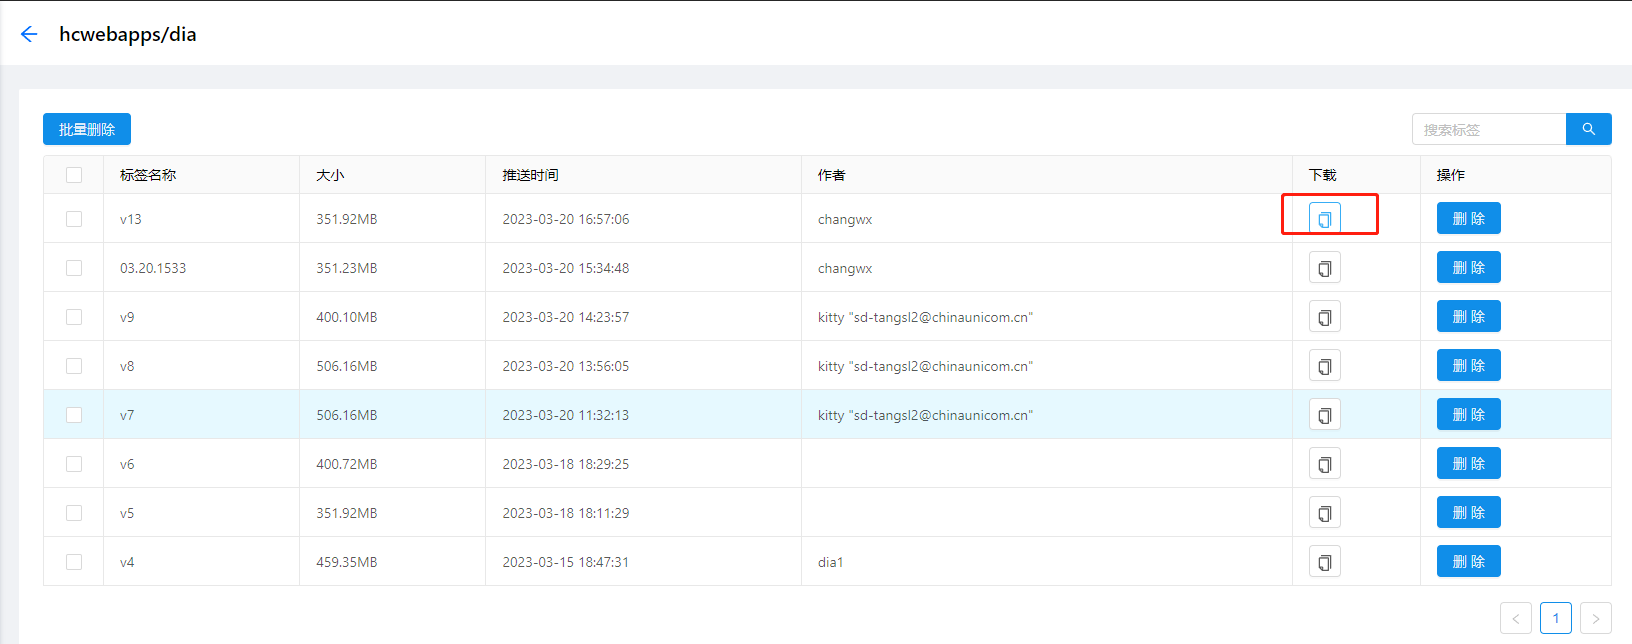 hcwebapps/dia
批量删除
搜索标签
标签名称 大小 推送时间 作者 下载 操作
v13 351.92MB 2023-03-20 16:57:06 changwx 删 除
03.20.1533 351.23MB 2023-03-20 15:34:48 changwx 删 除
v9 400.10MB 2023-03-20 14:23:57 kitty "sd-tangsl2@chinaunicom.cn" 删 除
v8 506.16MB 2023-03-20 13:56:05 kitty "sd-tangsl2@chinaunicom.cn" 删 除
v7 506.16MB 2023-03-20 11:32:13 kitty "sd-tangsl2@chinaunicom.cn" 删 除
v6 400.72MB 2023-03-18 18:29:25 删 除
v5 351.92MB 2023-03-18 18:11:29 删 除
v4 459.35MB 2023-03-15 18:47:31 dia1 删 除
< 1 >